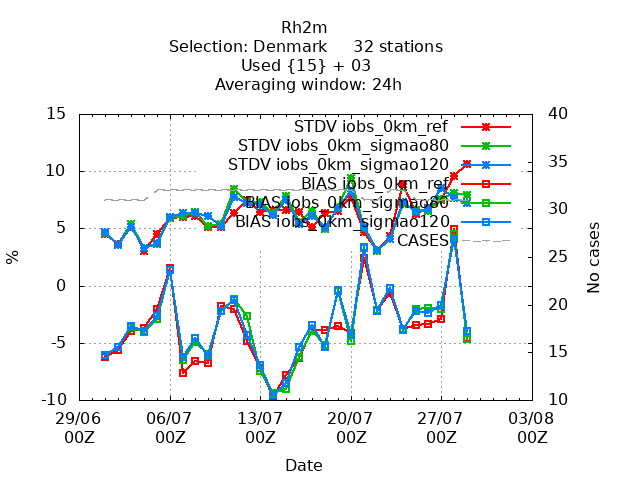 Rh2m
Selection: Denmark 32 stations
Used {15} + 03
Averaging window: 24h
15 40
STDV iobs_0km_ref
STDV iobs_0km_sigmao80
STDV iobs_0km_sigmao120
10 35
BIAS iobs_0km_ref
BIAS iobs_0km_sigmao80
30
BIAS iobs_0km_sigmao120
5
CASES
25
%
No cases
0
20
-5 15
-10 10
29/06 06/07 13/07 20/07 27/07 03/08
00Z 00Z 00Z 00Z 00Z 00Z
Date